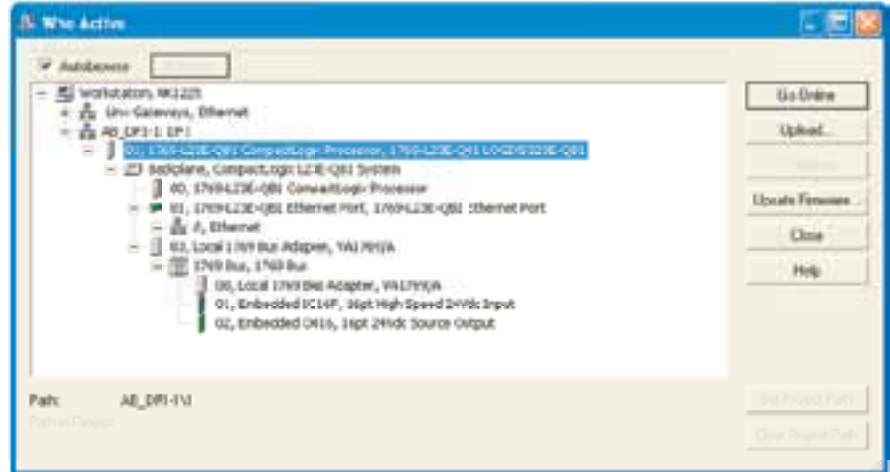 Who Active
Autobrowse
Workstation, NK1225
Linx Gateways, Ethernet
AB_DF1-1, DF1
01, 1769-L23E-QB1 CompactLogix Processor, 1769-L23E-QB1
Backplane, CompactLogix L23E-QB1 System
00, 1769-L23E-QB1 CompactLogix Processor
01, 1769-L23E-QB1 Ethernet Port, 1769-L23E-QB1 Ethernet Port
A, Ethernet
03, Local 1769 Bus Adapter, VA1769/A
1769 Bus, 1769 Bus
00, Local 1769 Bus Adapter, VA1769/A
01, Embedded IQ16F, 16pt High Speed 24Vdc Input
02, Embedded OB16, 16pt 24Vdc Source Output
Go Online
Upload...
Update Firmware...
Close
Help
Path: AB_DF1-1\1
Path in Project:
Set Project Path
Clear Project Path